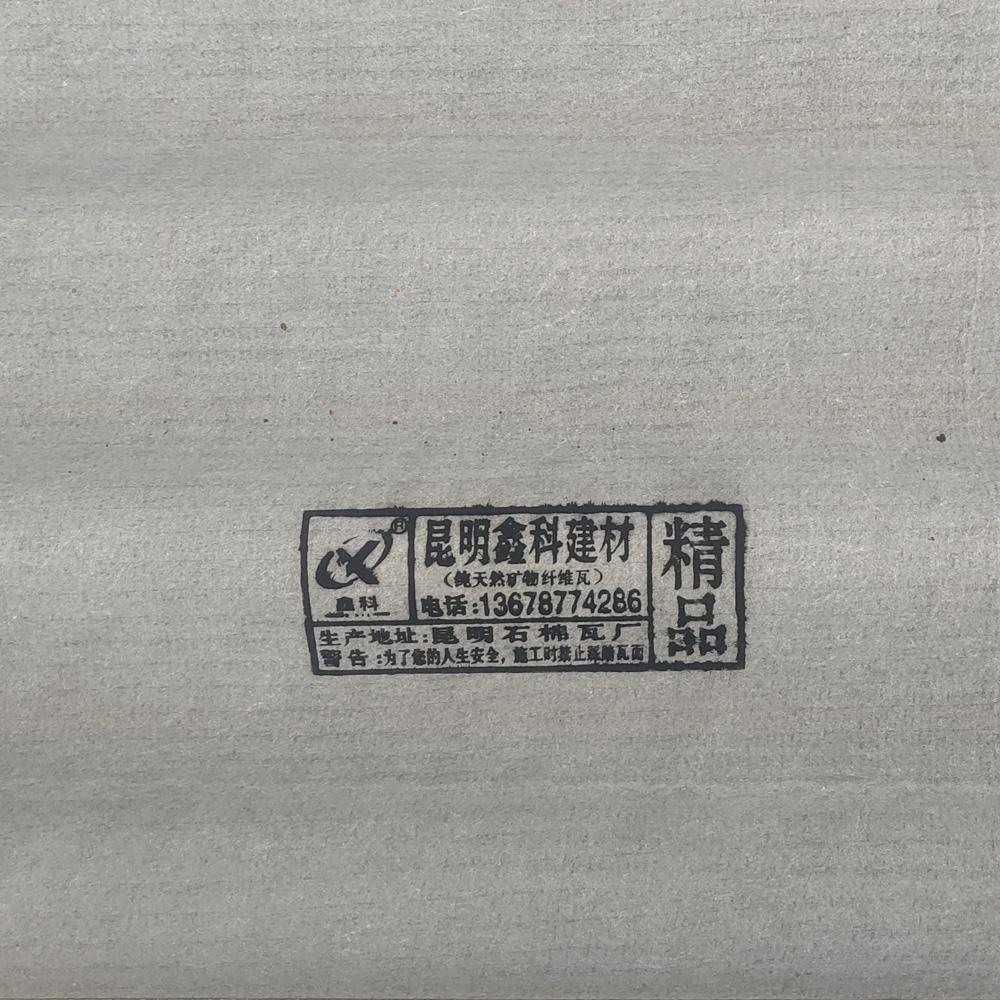 昆明鑫科建材
(纯天然矿物纤维瓦)
电话:13678774286
鑫科
精品
生产地址:昆明石棉瓦厂
警告:为了您的人生安全,施工时禁止踩踏瓦面